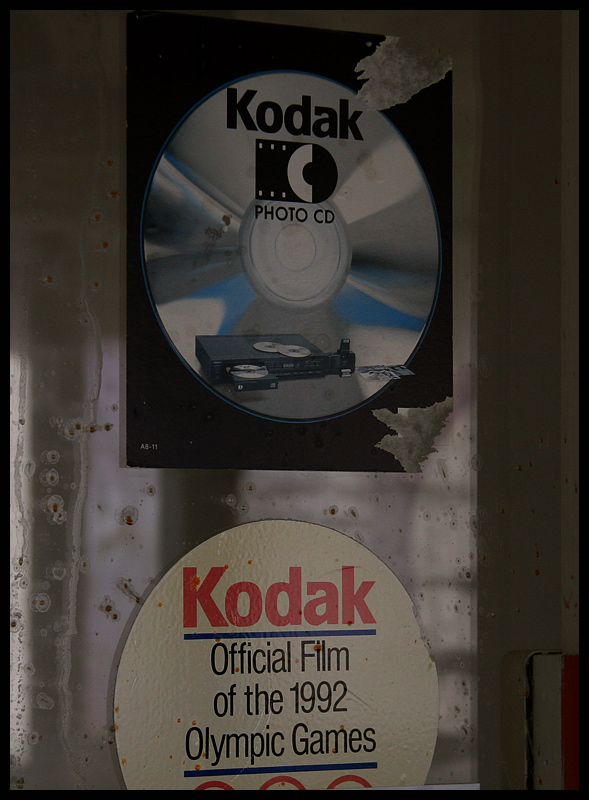 Kodak
PHOTO CD
A8-11
Kodak
Official Film
of the 1992
Olympic Games